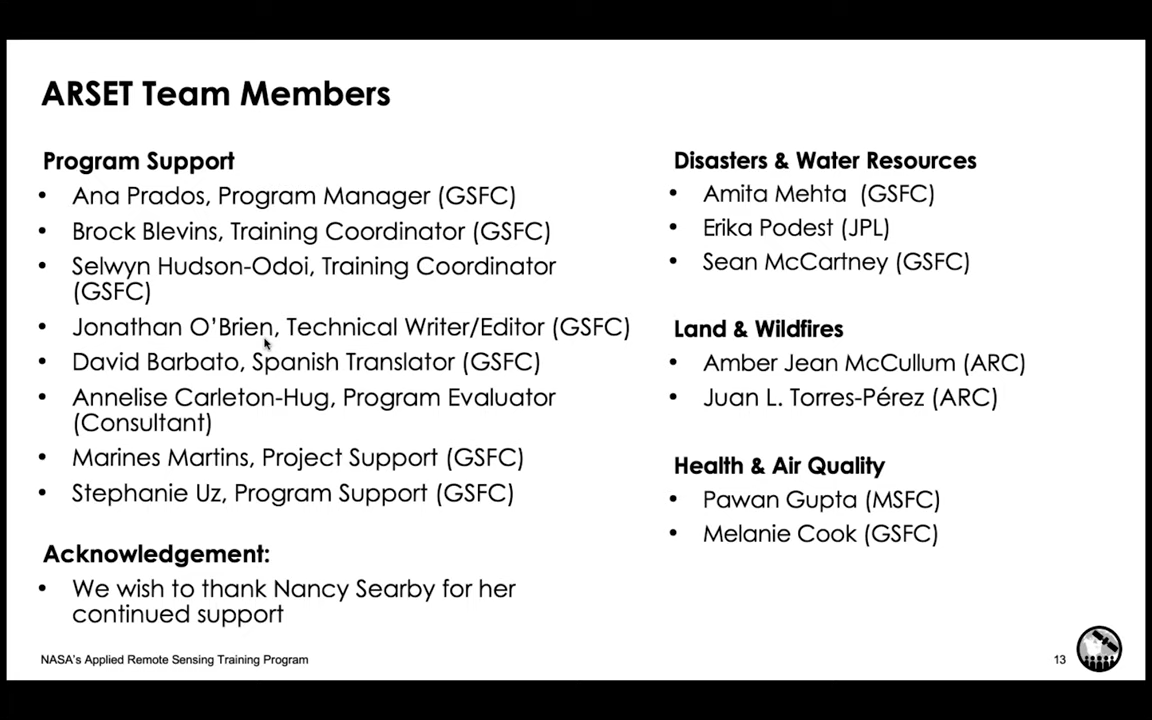 ARSET Team Members
Program Support
• Ana Prados, Program Manager (GSFC)
• Brock Blevins, Training Coordinator (GSFC)
• Selwyn Hudson-Odoi, Training Coordinator
(GSFC)
• Jonathan O’Brien, Technical Writer/Editor (GSFC)
• David Barbato, Spanish Translator (GSFC)
• Annelise Carleton-Hug, Program Evaluator
(Consultant)
• Marines Martins, Project Support (GSFC)
• Stephanie Uz, Program Support (GSFC)
Acknowledgement:
• We wish to thank Nancy Searby for her
continued support
Disasters & Water Resources
• Amita Mehta (GSFC)
• Erika Podest (JPL)
• Sean McCartney (GSFC)
Land & Wildfires
• Amber Jean McCullum (ARC)
• Juan L. Torres-Pérez (ARC)
Health & Air Quality
• Pawan Gupta (MSFC)
• Melanie Cook (GSFC)
NASA’s Applied Remote Sensing Training Program
13